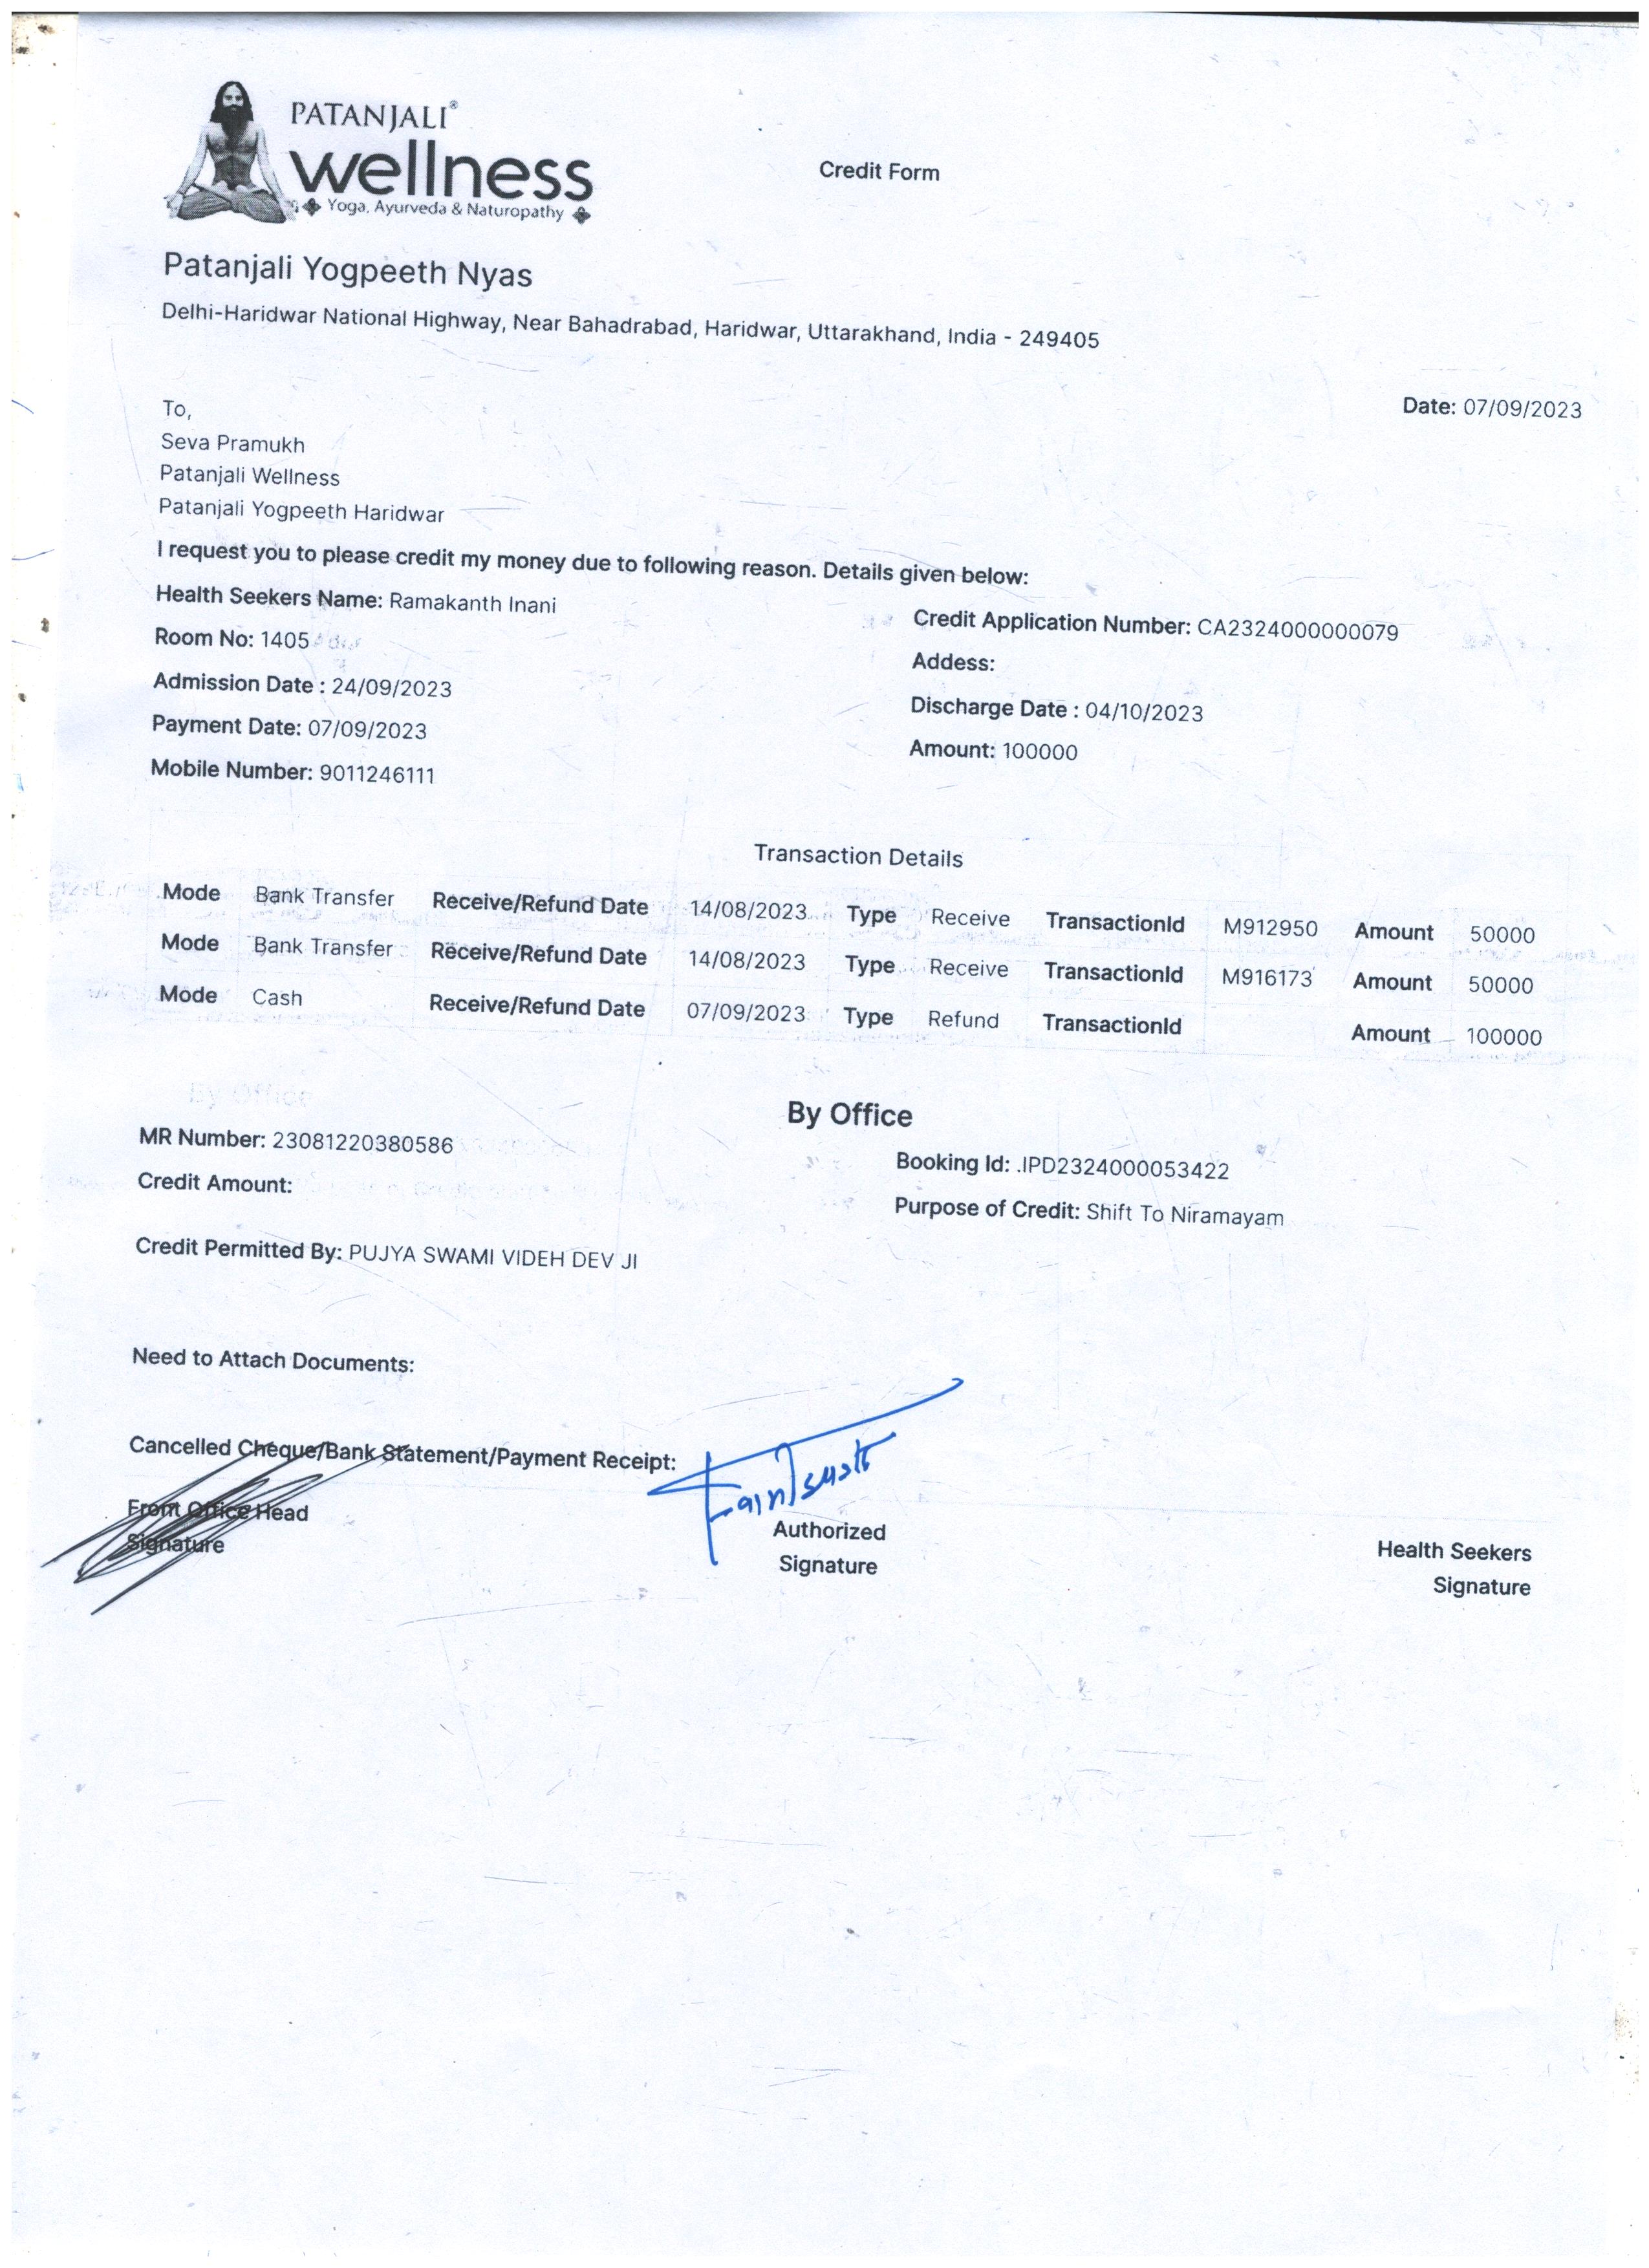 PATANJALI®
wellness
Yoga, Ayurveda & Naturopathy
Credit Form
Patanjali Yogpeeth Nyas
Delhi-Haridwar National Highway, Near Bahadrabad, Haridwar, Uttarakhand, India - 249405
Date: 07/09/2023
To,
Seva Pramukh
Patanjali Wellness
Patanjali Yogpeeth Haridwar
I request you to please credit my money due to following reason. Details given below:
Health Seekers Name: Ramakanth Inani
Credit Application Number: CA2324000000079
Room No: 1405
Addess:
Admission Date : 24/09/2023
Discharge Date : 04/10/2023
Payment Date: 07/09/2023
Amount: 100000
Mobile Number: 9011246111
Transaction Details
Mode Bank Transfer Receive/Refund Date 14/08/2023 Type Receive TransactionId M912950 Amount 50000
Mode Bank Transfer Receive/Refund Date 14/08/2023 Type Receive TransactionId M916173 Amount 50000
Mode Cash Receive/Refund Date 07/09/2023 Type Refund TransactionId Amount 100000
By Office
MR Number: 23081220380586
Booking Id: .IPD2324000053422
Credit Amount:
Purpose of Credit: Shift To Niramayam
Credit Permitted By: PUJYA SWAMI VIDEH DEV JI
Need to Attach Documents:
Cancelled Cheque/Bank Statement/Payment Receipt:
Front Office Head
Signature
Authorized
Signature
Health Seekers
Signature